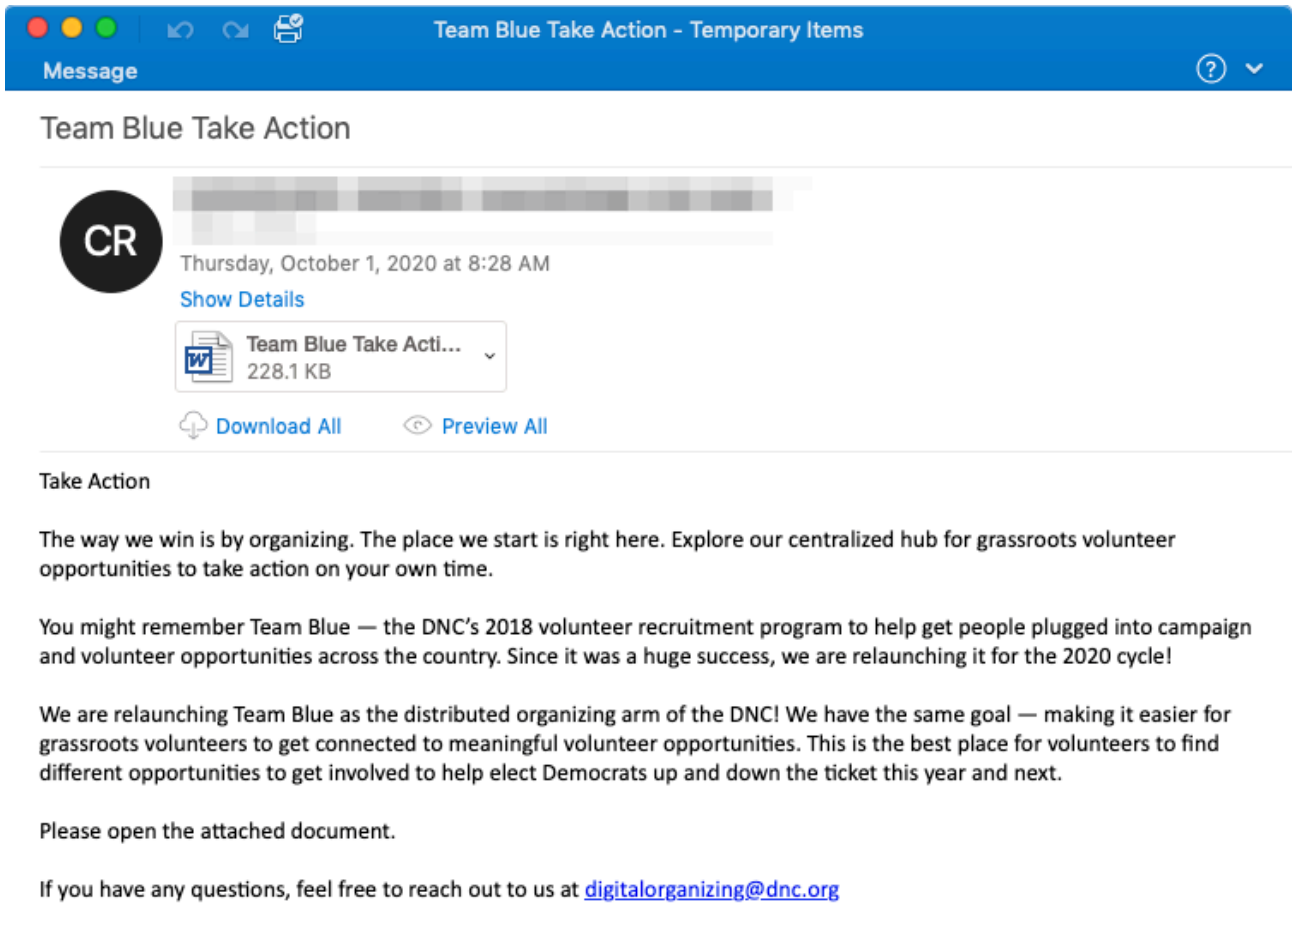 Team Blue Take Action - Temporary Items
Message
?
Team Blue Take Action
CR
Thursday, October 1, 2020 at 8:28 AM
Show Details
W
Team Blue Take Acti...
228.1 KB
Download All Preview All
Take Action
The way we win is by organizing. The place we start is right here. Explore our centralized hub for grassroots volunteer
opportunities to take action on your own time.
You might remember Team Blue — the DNC's 2018 volunteer recruitment program to help get people plugged into campaign
and volunteer opportunities across the country. Since it was a huge success, we are relaunching it for the 2020 cycle!
We are relaunching Team Blue as the distributed organizing arm of the DNC! We have the same goal — making it easier for
grassroots volunteers to get connected to meaningful volunteer opportunities. This is the best place for volunteers to find
different opportunities to get involved to help elect Democrats up and down the ticket this year and next.
Please open the attached document.
If you have any questions, feel free to reach out to us at digitalorganizing@dnc.org